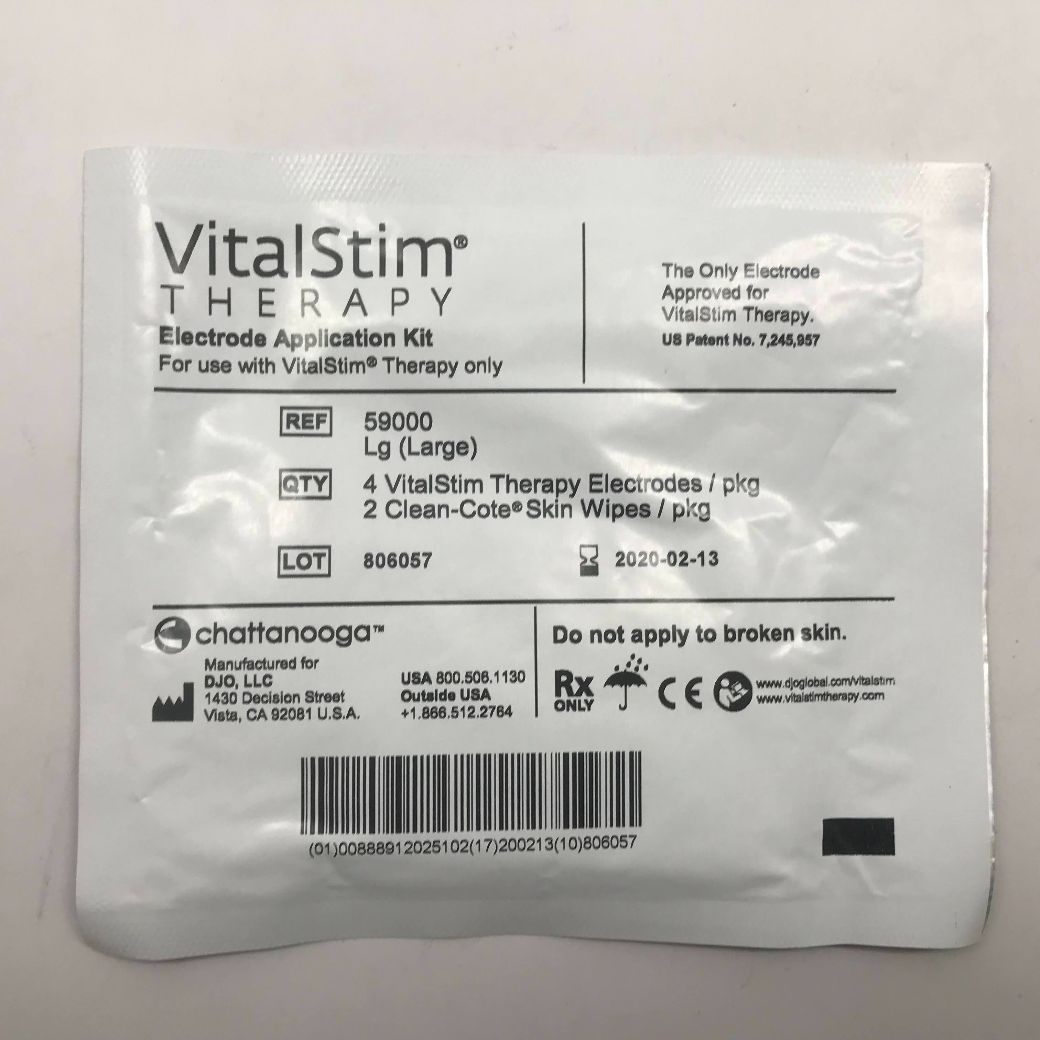 VitalStim®
THERAPY
Electrode Application Kit
For use with VitalStim® Therapy only
The Only Electrode
Approved for
VitalStim Therapy.
US Patent No. 7,245,957
REF 59000
Lg (Large)
QTY 4 VitalStim Therapy Electrodes / pkg
2 Clean-Cote® Skin Wipes / pkg
LOT 806057 2020-02-13
chattanooga™
Manufactured for
DJO, LLC
1430 Decision Street
Vista, CA 92081 U.S.A.
USA 800.506.1130
Outside USA
+1.866.512.2764
Do not apply to broken skin.
Rx
ONLY
CE
www.djoglobal.com/vitalstim
www.vitalstimtherapy.com
(01)00888912025102(17)200213(10)806057